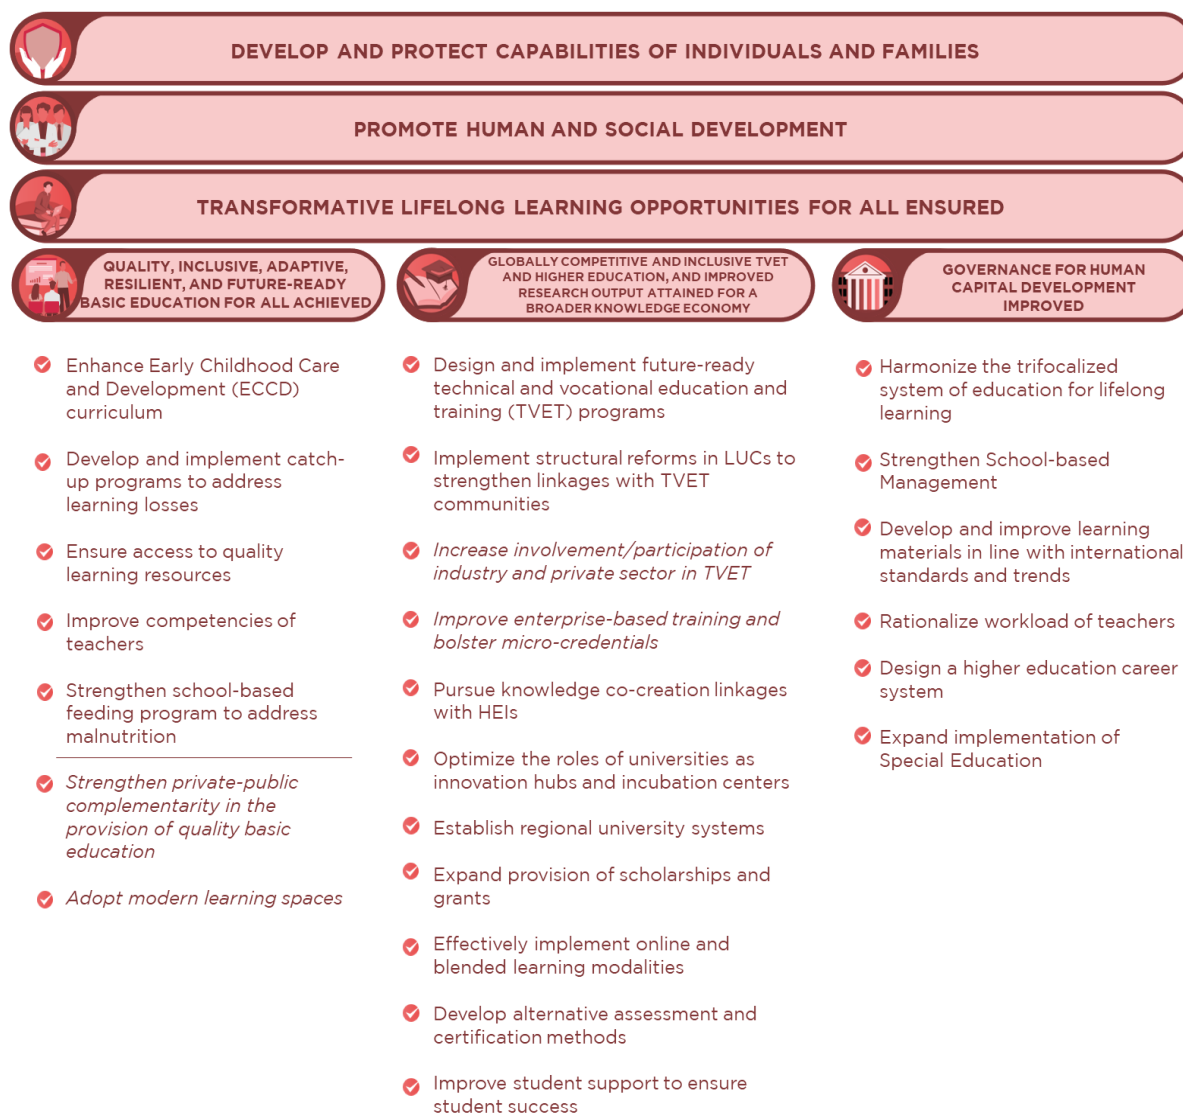 DEVELOP AND PROTECT CAPABILITIES OF INDIVIDUALS AND FAMILIES
PROMOTE HUMAN AND SOCIAL DEVELOPMENT
TRANSFORMATIVE LIFELONG LEARNING OPPORTUNITIES FOR ALL ENSURED
QUALITY, INCLUSIVE, ADAPTIVE,
RESILIENT, AND FUTURE-READY
BASIC EDUCATION FOR ALL ACHIEVED
Enhance Early Childhood Care
and Development (ECCD)
curriculum
Develop and implement catch-
up programs to address
learning losses
Ensure access to quality
learning resources
Improve competencies of
teachers
Strengthen school-based
feeding program to address
malnutrition
Strengthen private-public
complementarity in the
provision of quality basic
education
Adopt modern learning spaces
GLOBALLY COMPETITIVE AND INCLUSIVE TVET
AND HIGHER EDUCATION, AND IMPROVED
RESEARCH OUTPUT ATTAINED FOR A
BROADER KNOWLEDGE ECONOMY
Design and implement future-ready
technical and vocational education and
training (TVET) programs
Implement structural reforms in LUCs to
strengthen linkages with TVET
communities
Increase involvement/participation of
industry and private sector in TVET
Improve enterprise-based training and
bolster micro-credentials
Pursue knowledge co-creation linkages
with HEIs
Optimize the roles of universities as
innovation hubs and incubation centers
Establish regional university systems
Expand provision of scholarships and
grants
Effectively implement online and
blended learning modalities
Develop alternative assessment and
certification methods
Improve student support to ensure
student success
GOVERNANCE FOR HUMAN
CAPITAL DEVELOPMENT
IMPROVED
Harmonize the trifocalized
system of education for lifelong
learning
Strengthen School-based
Management
Develop and improve learning
materials in line with international
standards and trends
Rationalize workload of teachers
Design a higher education career
system
Expand implementation of
Special Education